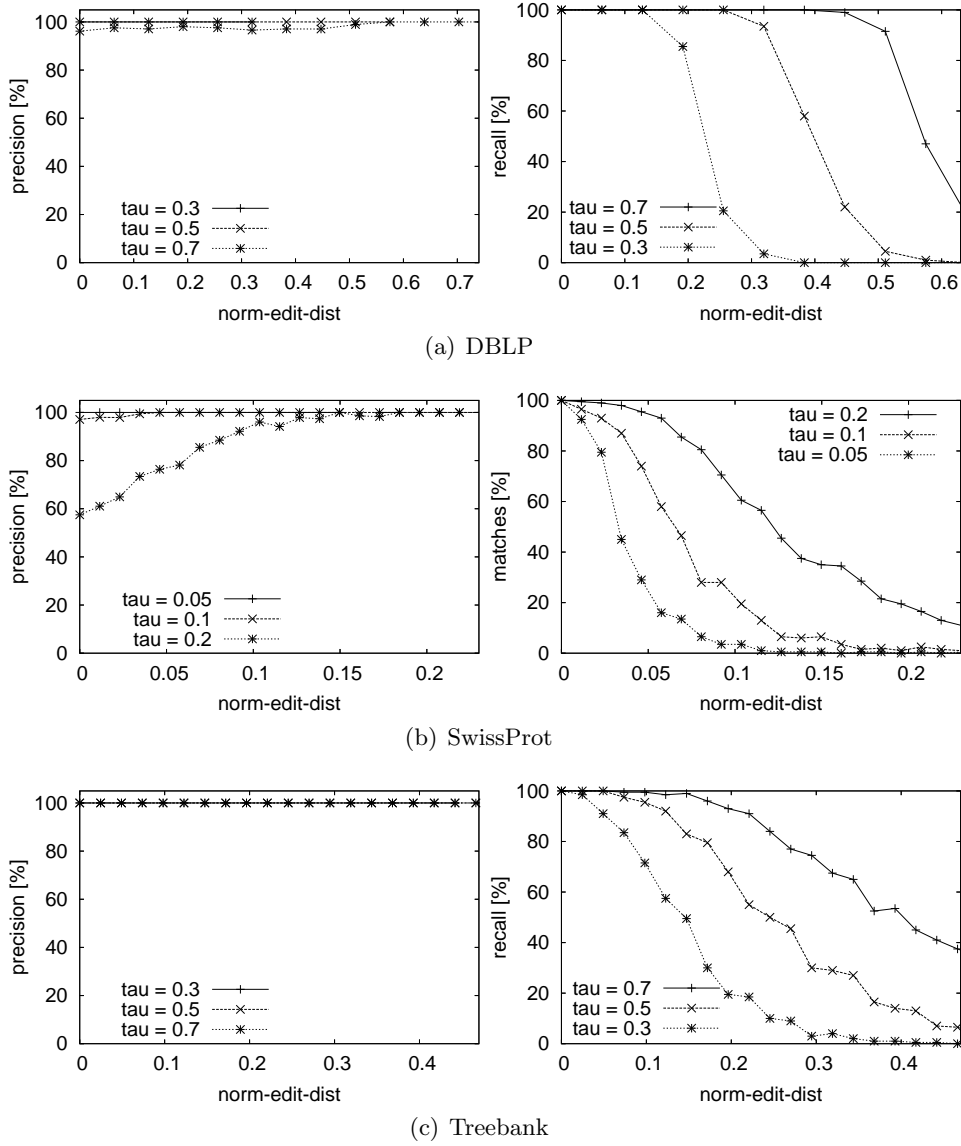 precision [%]
100
80
60
40
20
0
tau = 0.3
tau = 0.5
tau = 0.7
0 0.1 0.2 0.3 0.4 0.5 0.6 0.7
norm-edit-dist
recall [%]
100
80
60
40
20
0
tau = 0.7
tau = 0.5
tau = 0.3
0 0.1 0.2 0.3 0.4 0.5 0.6
norm-edit-dist
(a) DBLP
precision [%]
100
80
60
40
20
0
tau = 0.05
tau = 0.1
tau = 0.2
0 0.05 0.1 0.15 0.2
norm-edit-dist
matches [%]
100
80
60
40
20
0
tau = 0.2
tau = 0.1
tau = 0.05
0 0.05 0.1 0.15 0.2
norm-edit-dist
(b) SwissProt
precision [%]
100
80
60
40
20
0
tau = 0.3
tau = 0.5
tau = 0.7
0 0.1 0.2 0.3 0.4
norm-edit-dist
recall [%]
100
80
60
40
20
0
tau = 0.7
tau = 0.5
tau = 0.3
0 0.1 0.2 0.3 0.4
norm-edit-dist
(c) Treebank